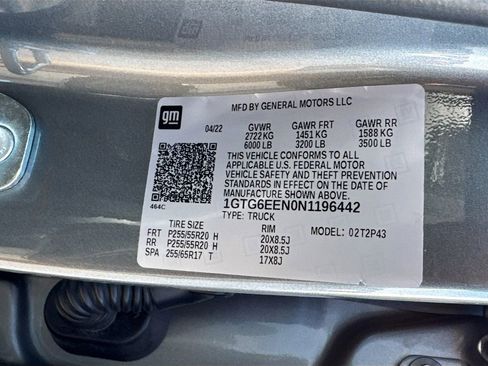 gm
MFD BY GENERAL MOTORS LLC
04/22 GVWR GAWR FRT GAWR RR
2722 KG 1451 KG 1588 KG
6000 LB 3200 LB 3500 LB
THIS VEHICLE CONFORMS TO ALL
APPLICABLE U.S. FEDERAL MOTOR
VEHICLE SAFETY AND THEFT PREVENTION
STANDARDS IN EFFECT ON THE DATE OF
MANUFACTURE SHOWN ABOVE.
464C 1GTG6EEN0N1196442
TYPE: TRUCK
TIRE SIZE RIM MODEL: 02T2P43
FRT P255/55R20 H 20X8.5J
RR P255/55R20 H 20X8.5J
SPA 255/65R17 T 17X8J